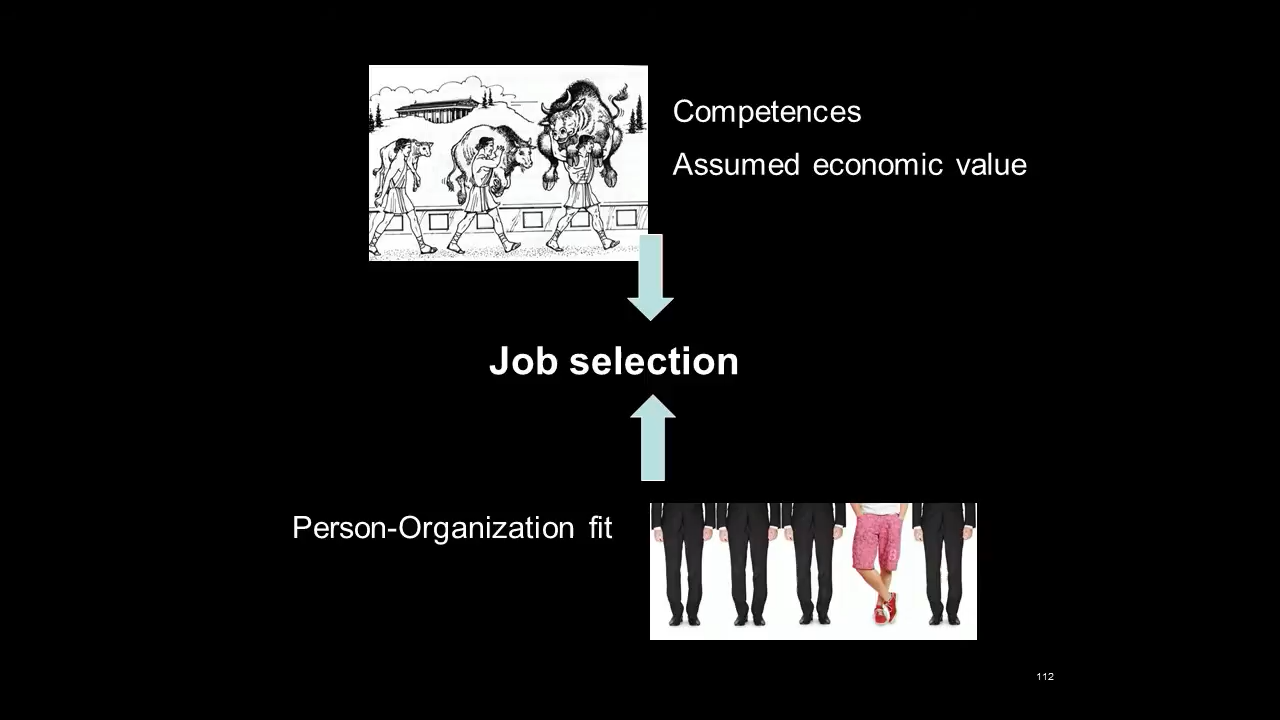 Competences
Assumed economic value
Job selection
Person-Organization fit
112